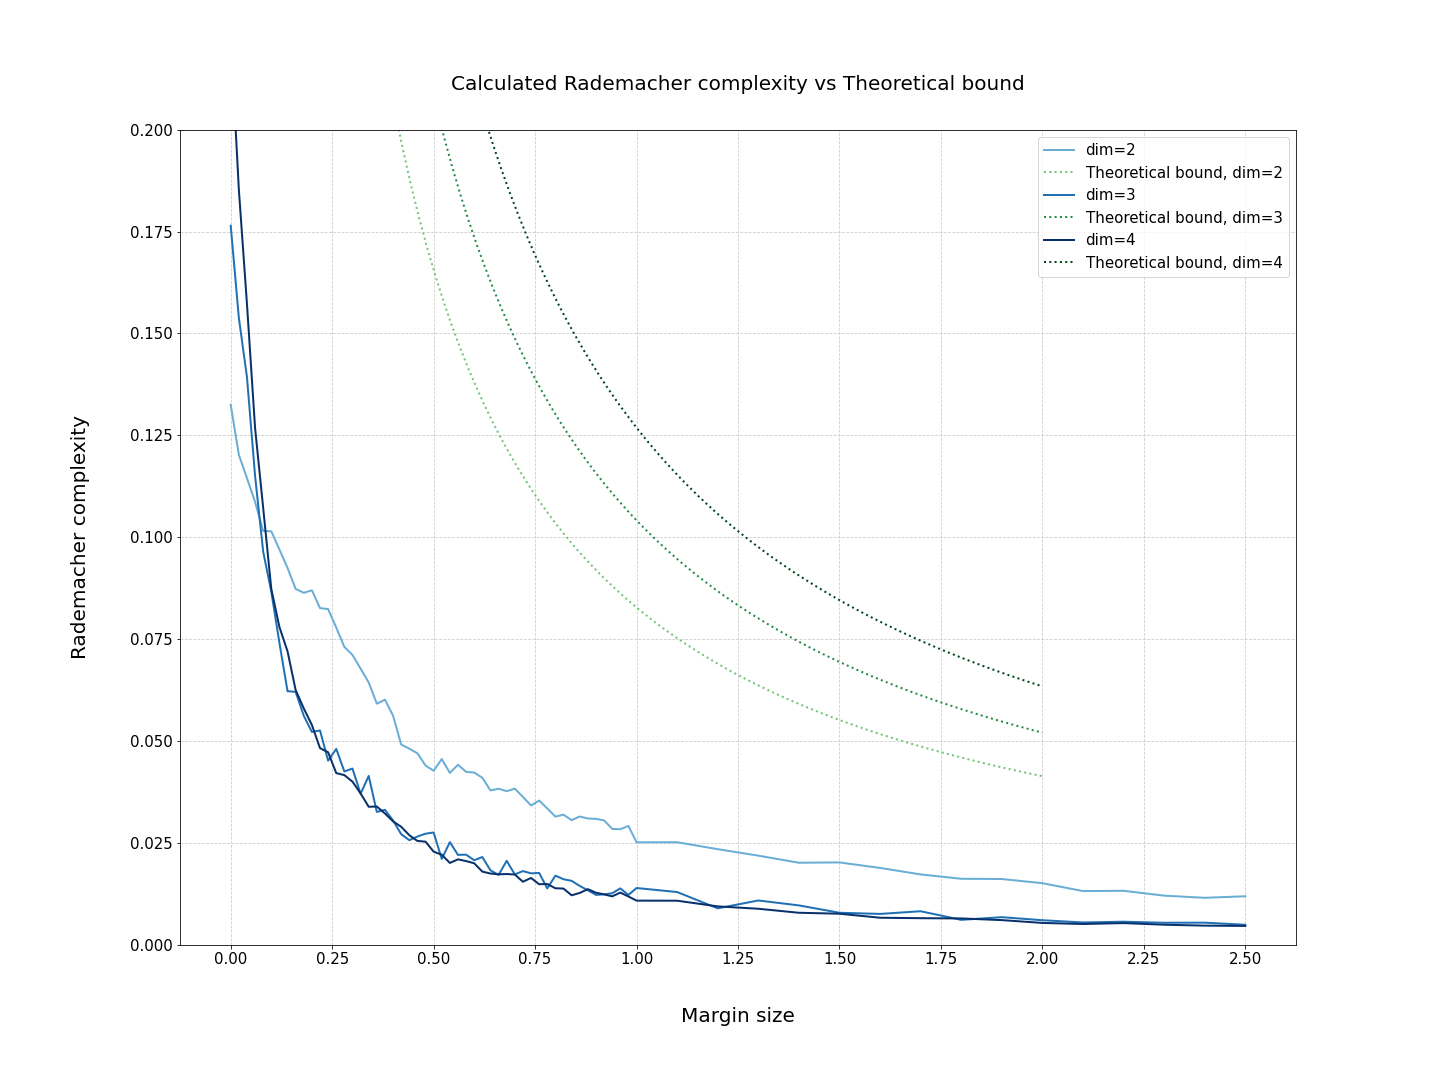 Calculated Rademacher complexity vs Theoretical bound
0.200
0.175
0.150
0.125
0.100
0.075
0.050
0.025
0.000
Rademacher complexity
dim=2
Theoretical bound, dim=2
dim=3
Theoretical bound, dim=3
dim=4
Theoretical bound, dim=4
0.00 0.25 0.50 0.75 1.00 1.25 1.50 1.75 2.00 2.25 2.50
Margin size